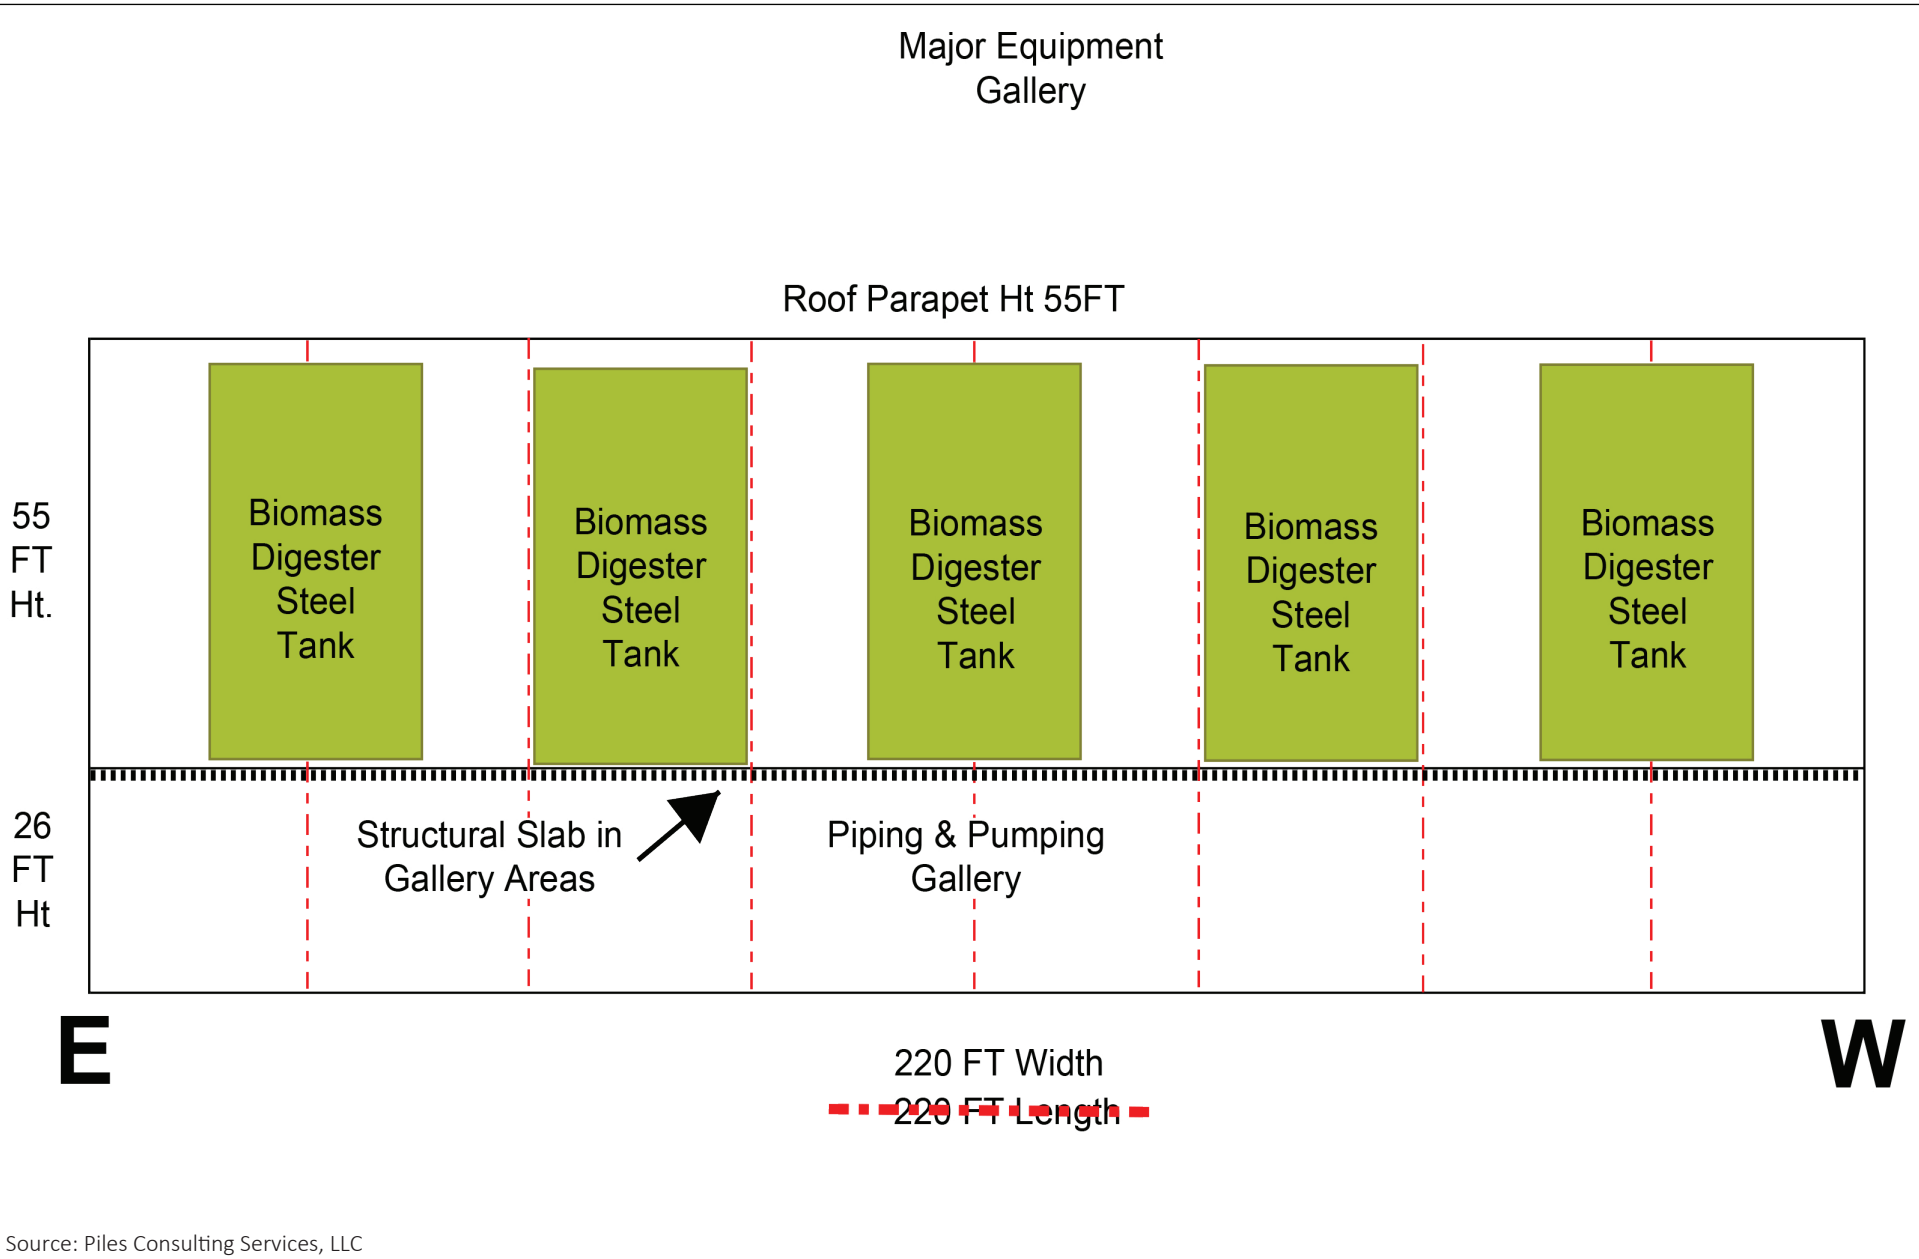 Major Equipment
Gallery
Roof Parapet Ht 55FT
55
FT
Ht.
Biomass
Digester
Steel
Tank
Biomass
Digester
Steel
Tank
Biomass
Digester
Steel
Tank
Biomass
Digester
Steel
Tank
Biomass
Digester
Steel
Tank
26
FT
Ht
Structural Slab in
Gallery Areas
Piping & Pumping
Gallery
E
W
220 FT Width
220 FT Length
Source: Piles Consulting Services, LLC